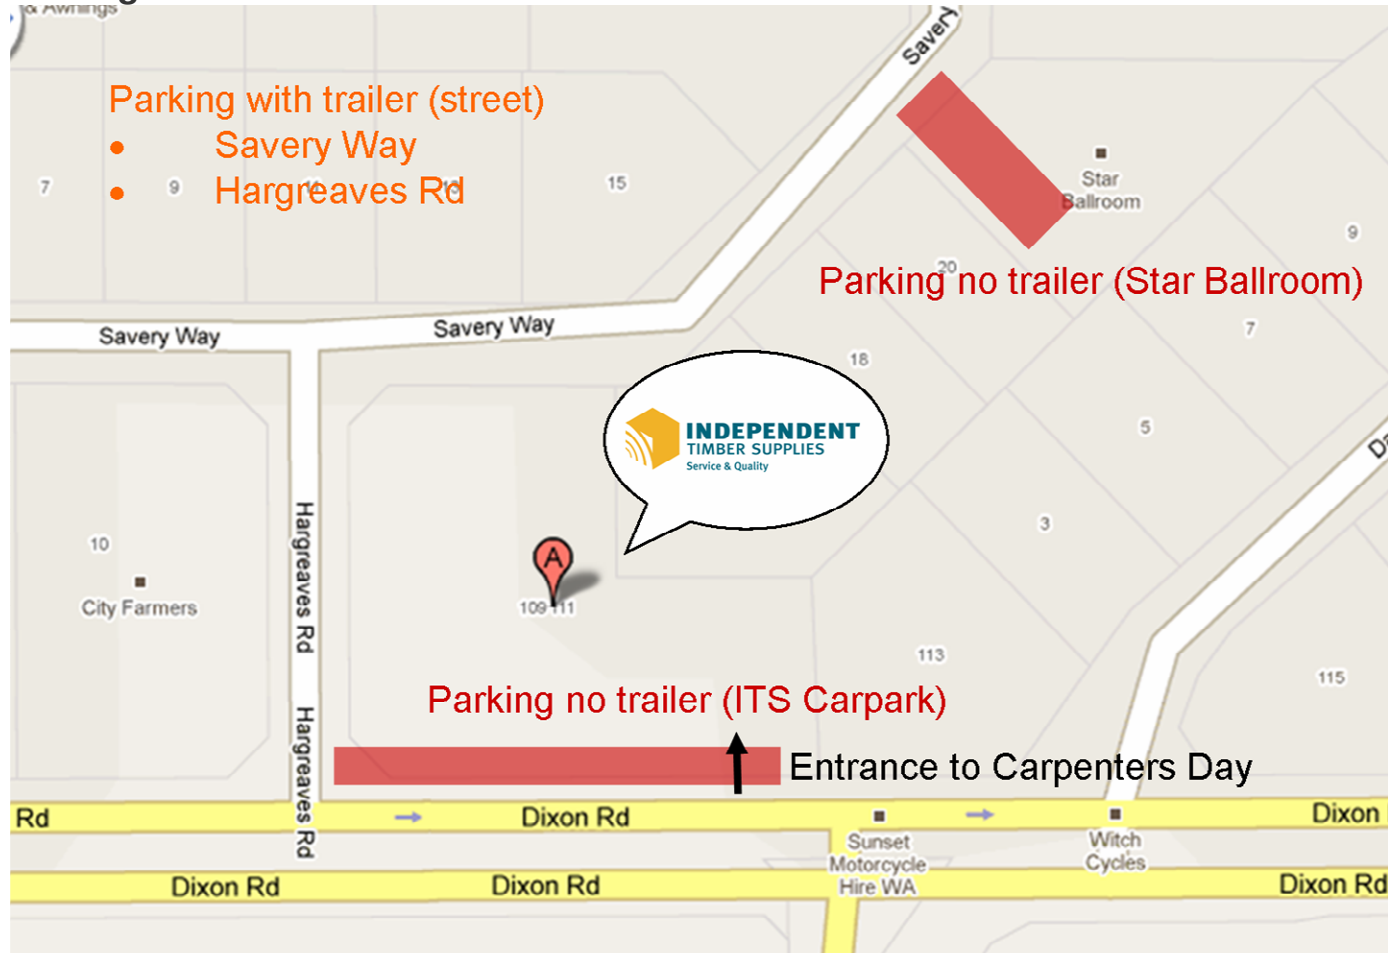 & Awnings
Savery
Parking with trailer (street)
• Savery Way
• Hargreaves Rd
7
9
11
13
15
Star
Ballroom
9
20
Parking no trailer (Star Ballroom)
Savery Way
Savery Way
7
18
INDEPENDENT
TIMBER SUPPLIES
Service & Quality
5
3
10
City Farmers
Hargreaves Rd
A
109 111
113
115
Parking no trailer (ITS Carpark)
Hargreaves Rd
Entrance to Carpenters Day
Rd
Dixon Rd
Dixon
Sunset
Motorcycle
Hire WA
Witch
Cycles
Dixon Rd
Dixon Rd
Dixon Rd